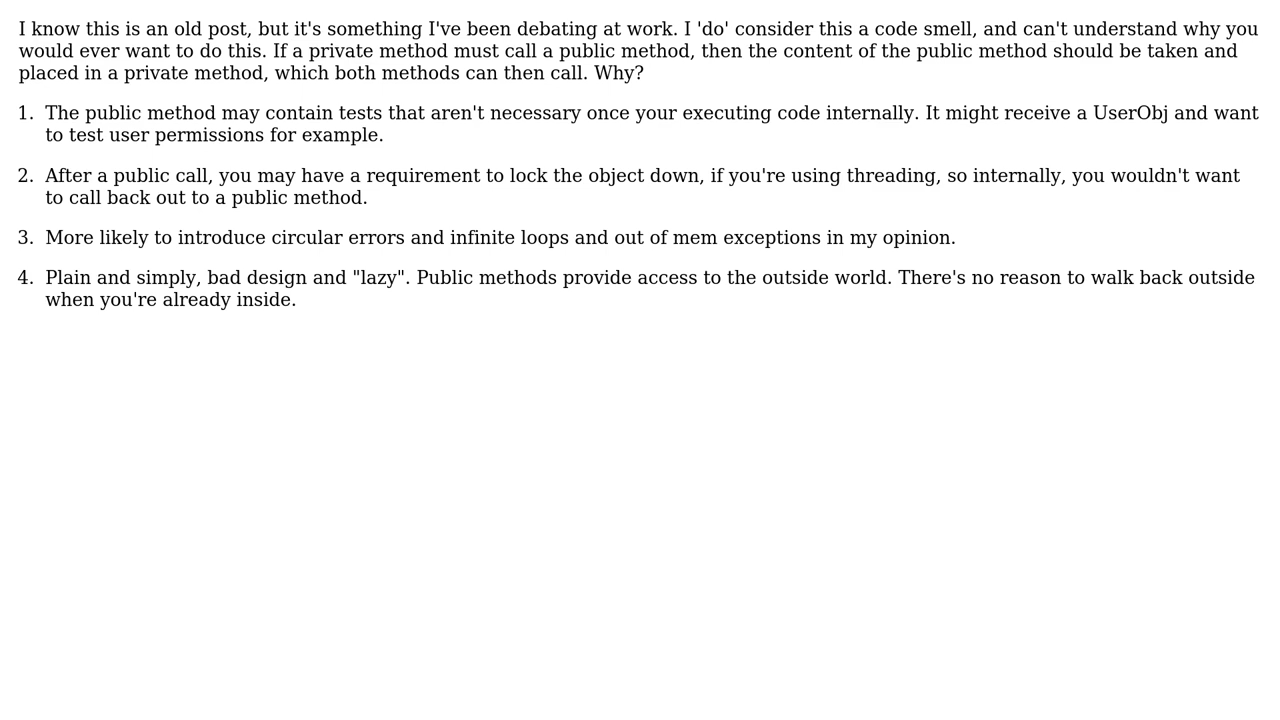 I know this is an old post, but it's something I've been debating at work. I 'do' consider this a code smell, and can't understand why you
would ever want to do this. If a private method must call a public method, then the content of the public method should be taken and
placed in a private method, which both methods can then call. Why?
1. The public method may contain tests that aren't necessary once your executing code internally. It might receive a UserObj and want
to test user permissions for example.
2. After a public call, you may have a requirement to lock the object down, if you're using threading, so internally, you wouldn't want
to call back out to a public method.
3. More likely to introduce circular errors and infinite loops and out of mem exceptions in my opinion.
4. Plain and simply, bad design and "lazy". Public methods provide access to the outside world. There's no reason to walk back outside
when you're already inside.